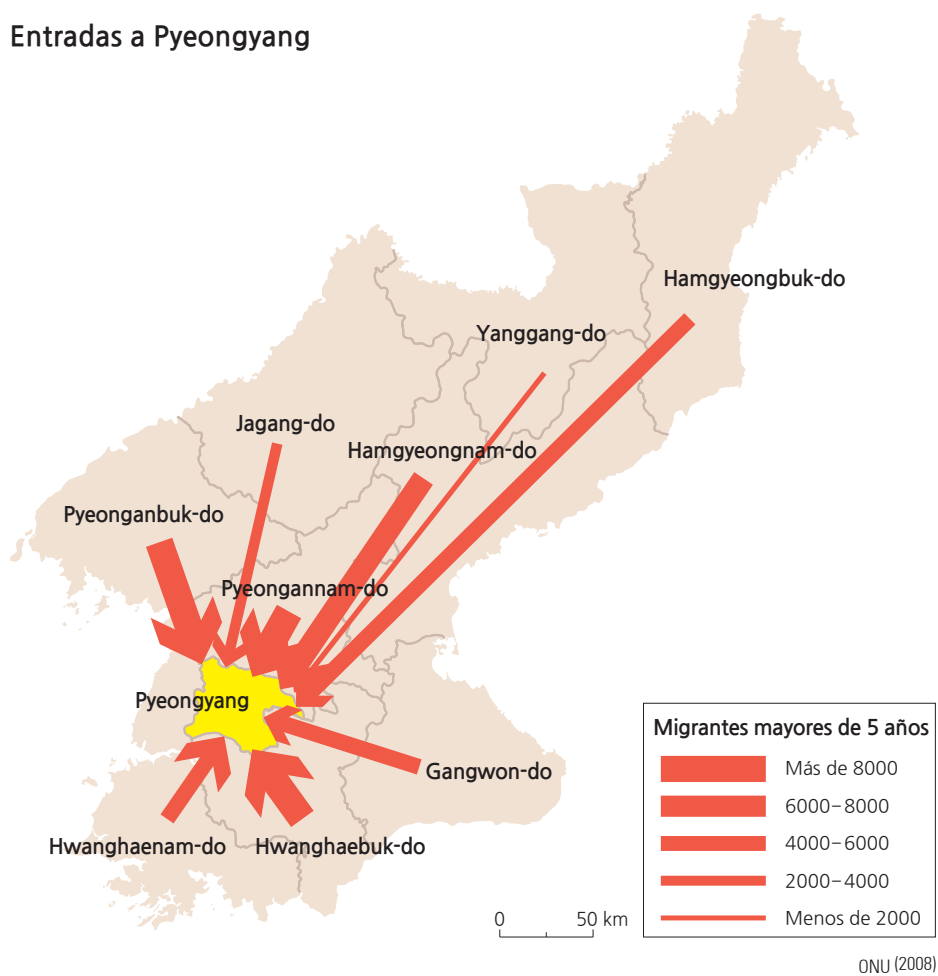 Entradas a Pyeongyang
Hamgyeongbuk-do
Yanggang-do
Jagang-do
Hamgyeongnam-do
Pyeonganbuk-do
Pyeongannam-do
Pyeongyang
Gangwon-do
Hwanghaenam-do
Hwanghaebuk-do
Migrantes mayores de 5 años
Más de 8000
6000–8000
4000–6000
2000–4000
Menos de 2000
0 50 km
ONU (2008)